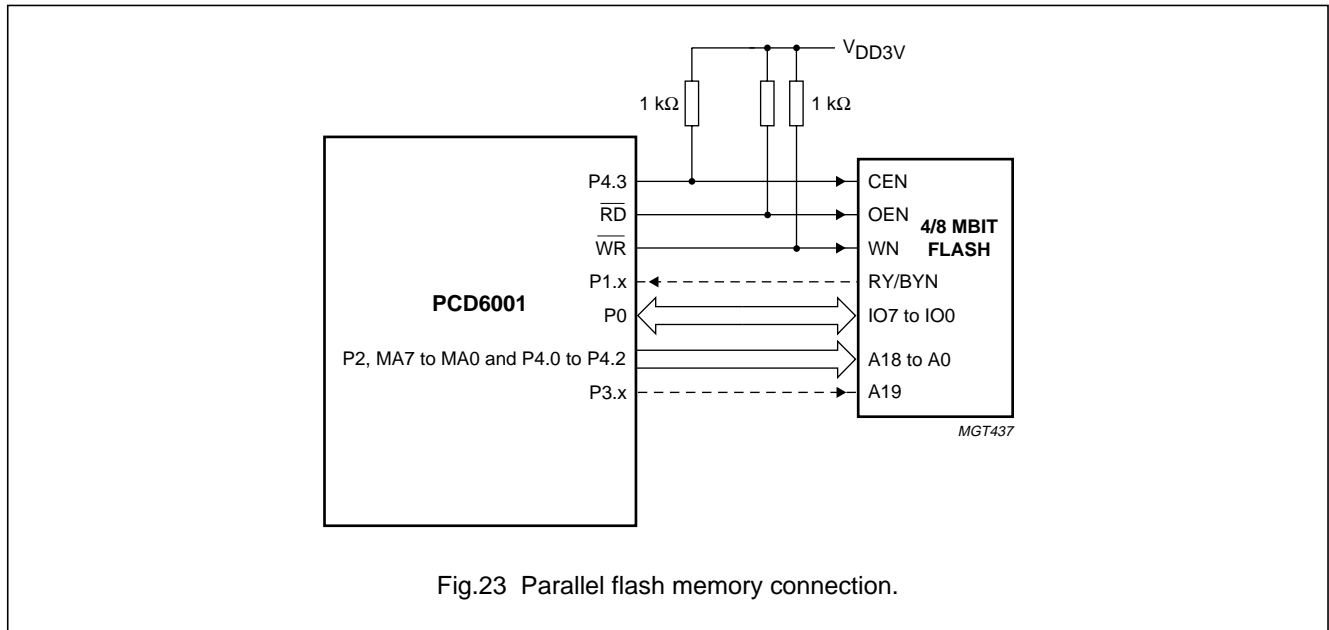 VDD3V
1 kΩ
1 kΩ
PCD6001
P4.3
RD
WR
P1.x
P0
P2, MA7 to MA0 and P4.0 to P4.2
P3.x
CEN
OEN
WN
RY/BYN
IO7 to IO0
A18 to A0
A19
4/8 MBIT
FLASH
MGT437
Fig.23 Parallel flash memory connection.